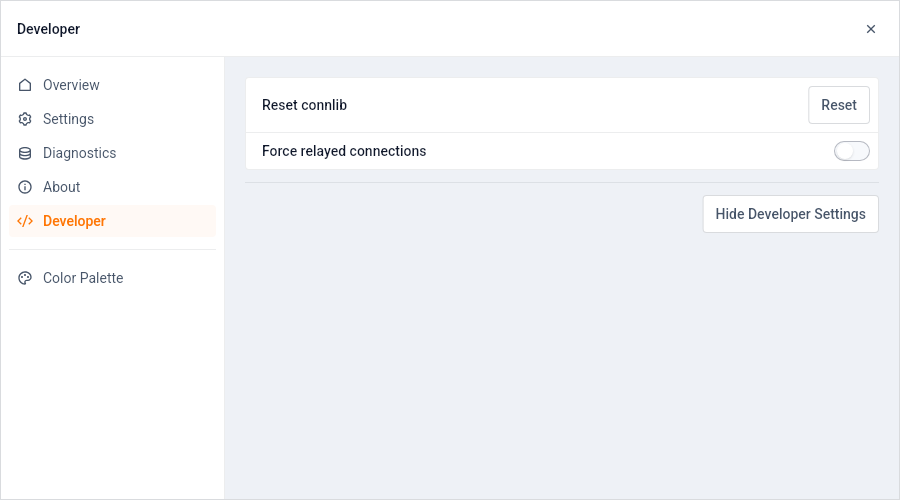 Developer
Overview
Settings
Diagnostics
About
Developer
Color Palette
Reset connlib
Reset
Force relayed connections
Hide Developer Settings